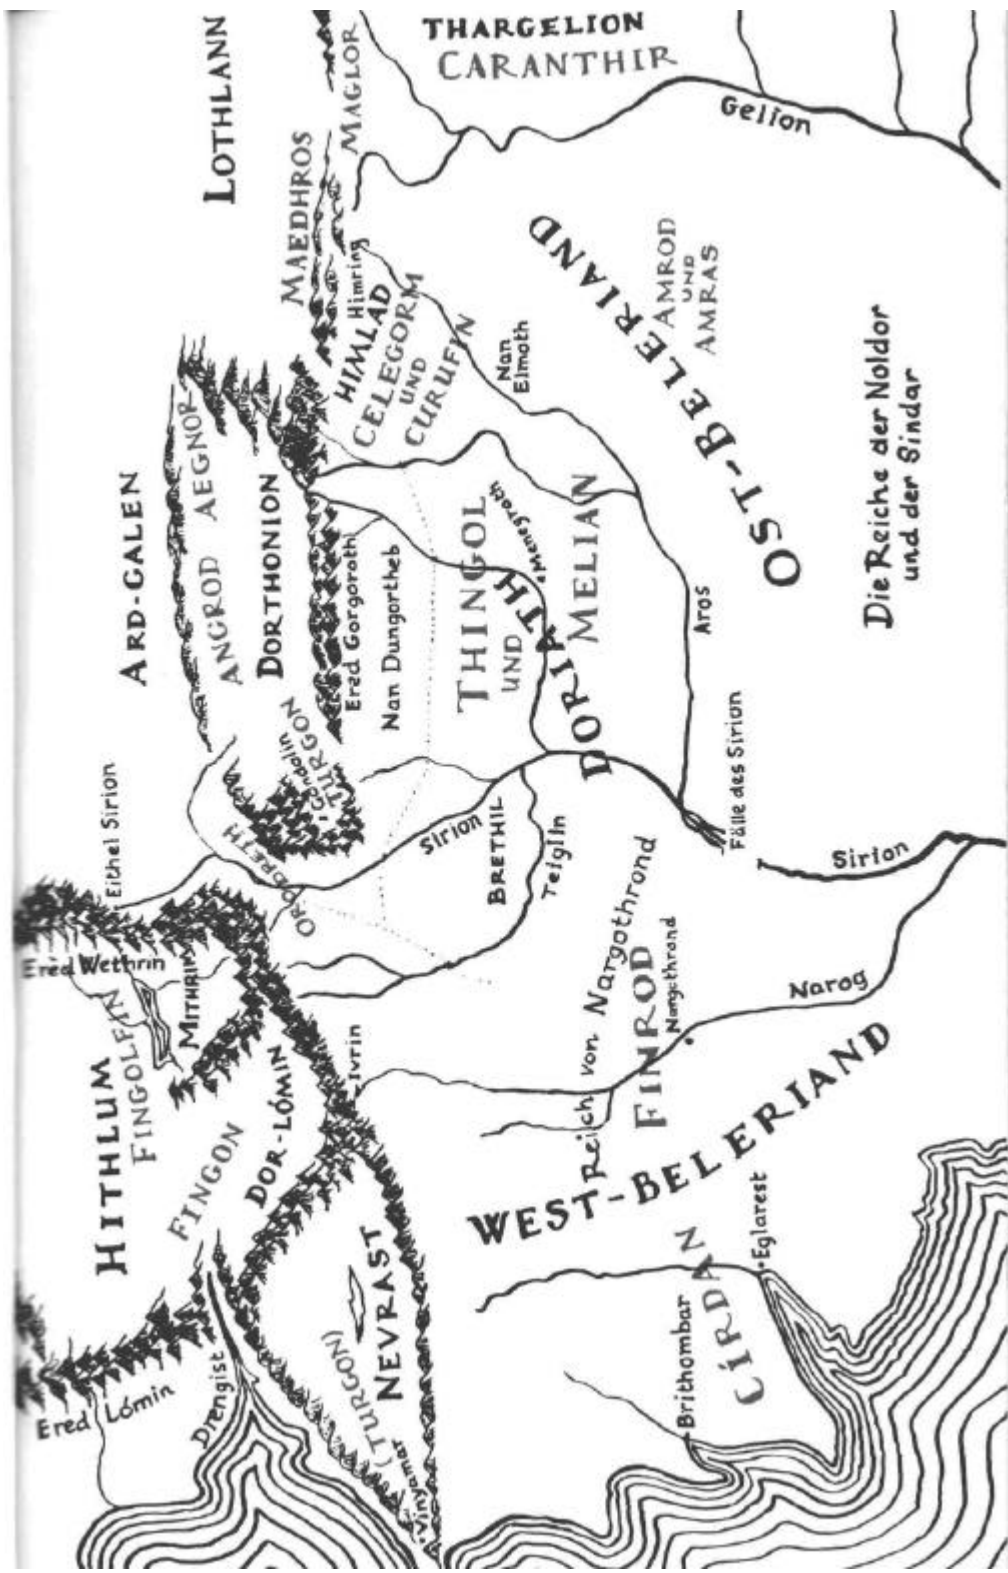 LOTHLANN
THARGELION
CARANTHIR
MAGLOR
MAEDHROS
Himring
HIMLAD
CELEGORM
UND
CURUFIN
Gelion
ARD-GALEN
ANGROD AEGNOR
DORTHONION
Ered Gorgoroth
Nan Dungortheb
Nan
Elmoth
OST-BELERIAND
AMROD
UND
AMRAS
THINGOL
UND
MELIAN
DORIATH
Menegroth
Aros
Die Reiche der Noldor
und der Sindar
Eithel Sirion
Gondolin
TURGON
ORODRETH
Sirion
BRETHIL
Teiglin
Fälle des Sirion
Sirion
Ered Wethrin
MITHRIM
HITHLUM
FINGOLFIN
FINGON
DOR-LÓMIN
Ivrin
Reich von Nargothrond
FINROD
Nargothrond
Narog
WEST-BELERIAND
Ered Lómin
Drengist
(TURGON)
NEVRAST
Vinyamar
Brithombar
CÍRDAN
Eglarest